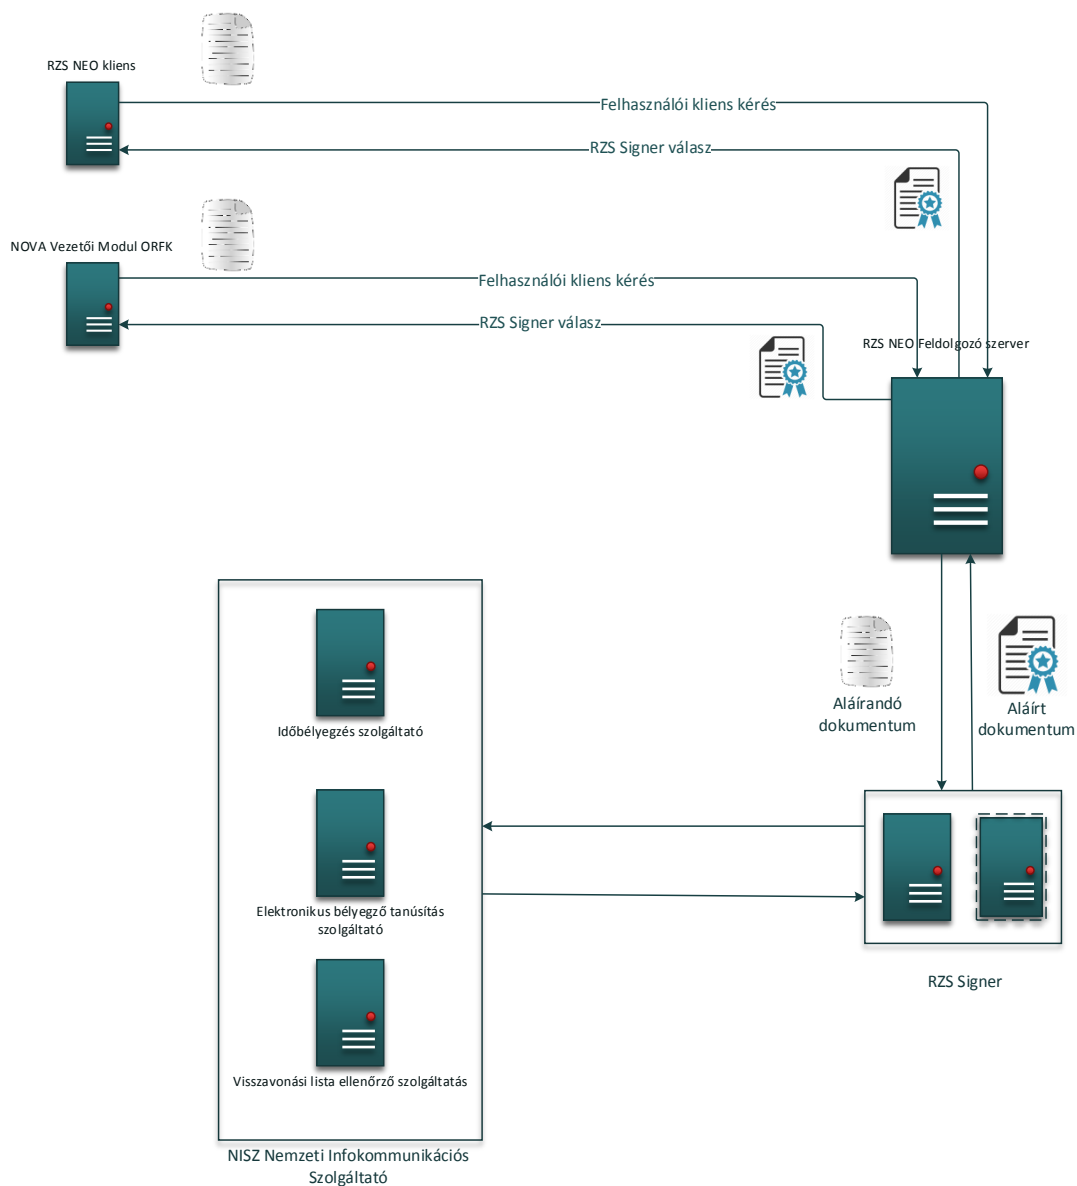 RZS NEO kliens
Felhasználói kliens kérés
RZS Signer válasz
NOVA Vezetői Modul ORFK
Felhasználói kliens kérés
RZS Signer válasz
RZS NEO Feldolgozó szerver
Aláírandó
dokumentum
Aláírt
dokumentum
Időbélyegzés szolgáltató
Elektronikus bélyegző tanúsítás
szolgáltató
RZS Signer
Visszavonási lista ellenőrző szolgáltatás
NISZ Nemzeti Infokommunikációs
Szolgáltató